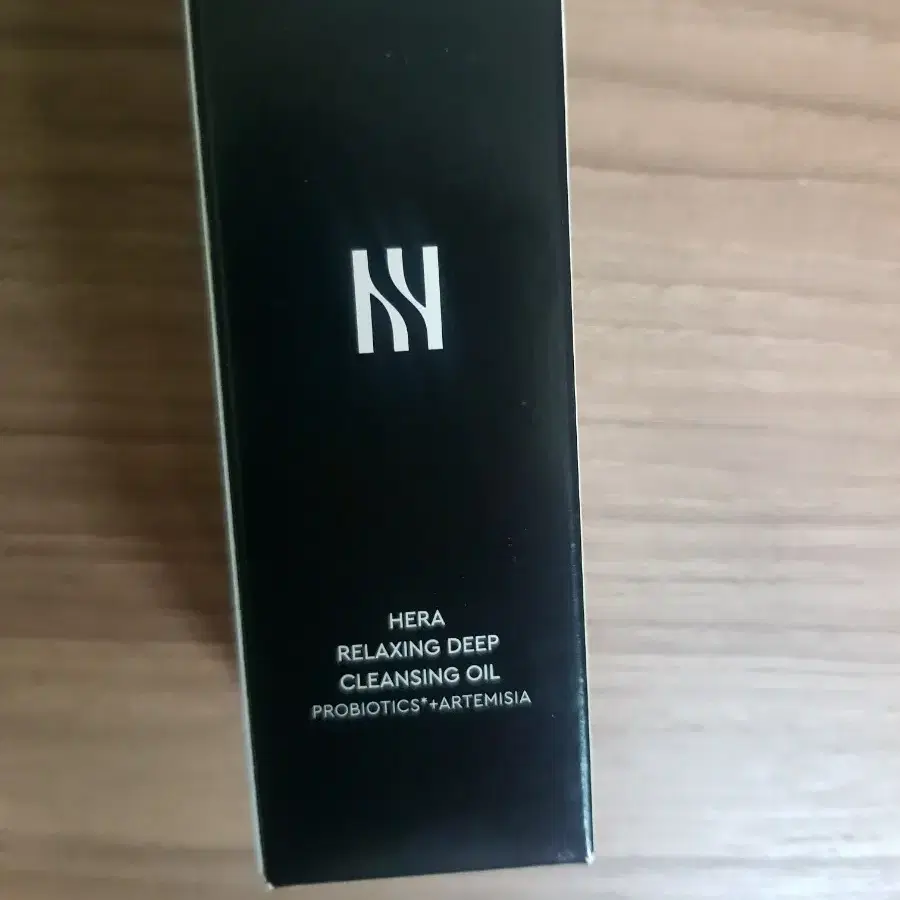 HERA
RELAXING DEEP
CLEANSING OIL
PROBIOTICS*+ARTEMISIA